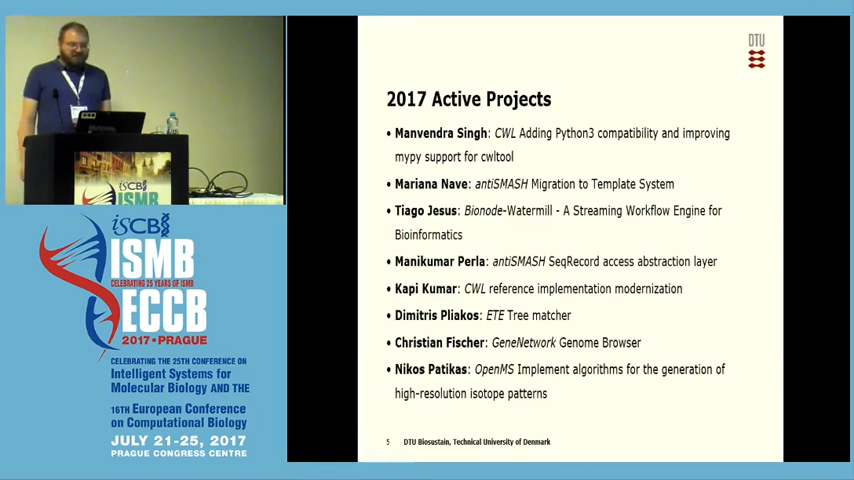 iSCB
ISMB
iSCB
ISMB
CELEBRATING 25 YEARS OF ISMB
ECCB
2017 • PRAGUE
CELEBRATING THE 25TH CONFERENCE ON
Intelligent Systems for
Molecular Biology AND THE
16TH European Conference
on Computational Biology
JULY 21-25, 2017
PRAGUE CONGRESS CENTRE
DTU
2017 Active Projects
• Manvendra Singh: CWL Adding Python3 compatibility and improving
mypy support for cwltool
• Mariana Nave: antiSMASH Migration to Template System
• Tiago Jesus: Bionode-Watermill - A Streaming Workflow Engine for
Bioinformatics
• Manikumar Perla: antiSMASH SeqRecord access abstraction layer
• Kapi Kumar: CWL reference implementation modernization
• Dimitris Pliakos: ETE Tree matcher
• Christian Fischer: GeneNetwork Genome Browser
• Nikos Patikas: OpenMS Implement algorithms for the generation of
high-resolution isotope patterns
5 DTU Biosustain, Technical University of Denmark